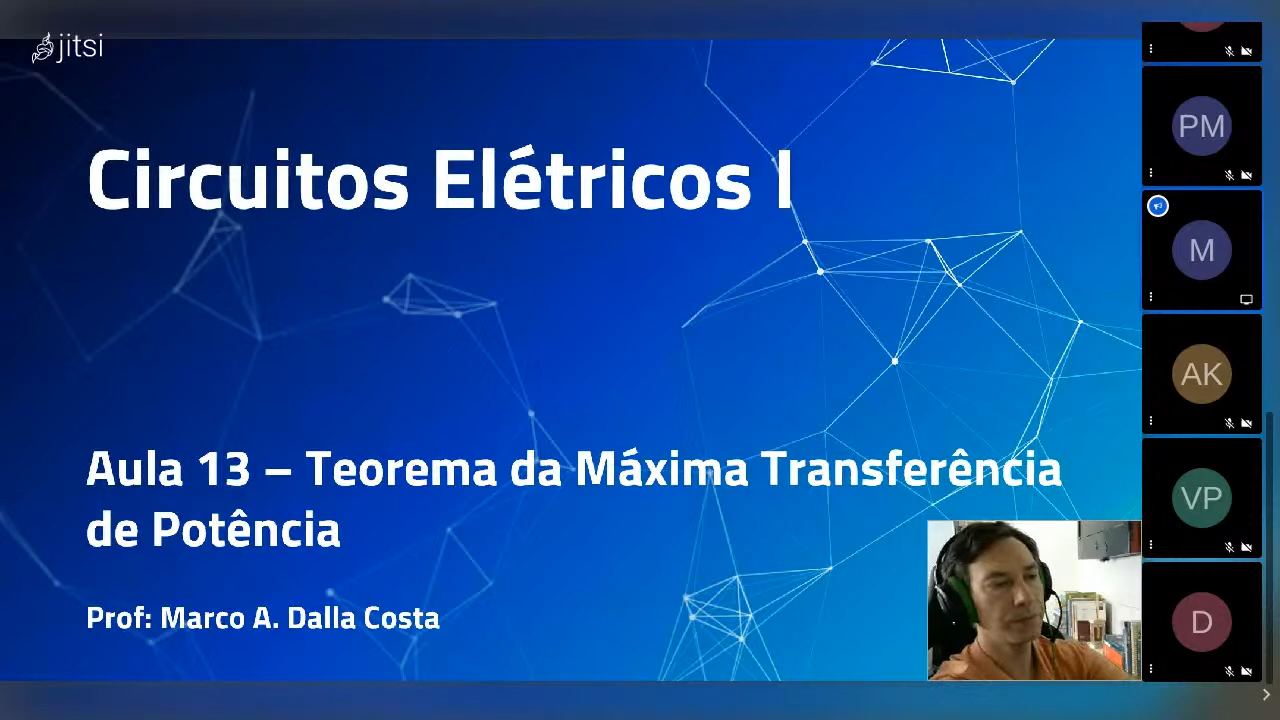 jitsi
Circuitos Elétricos I
Aula 13 – Teorema da Máxima Transferência
de Potência
Prof: Marco A. Dalla Costa
PM
M
AK
VP
D